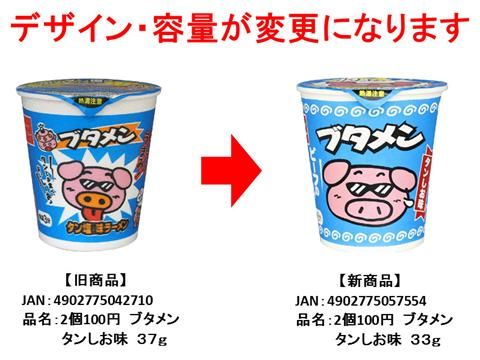 デザイン・容量が変更になります
熱湯注意
ブタメン
タン塩味ラーメン
熱湯注意
ブタメン
タンしお味
【旧商品】
JAN:4902775042710
品名:2個100円 ブタメン
タンしお味 37g
【新商品】
JAN:4902775057554
品名:2個100円 ブタメン
タンしお味 33g